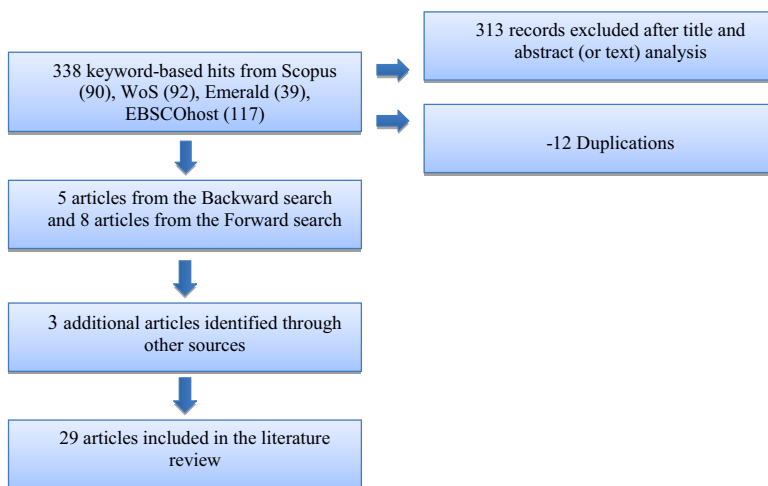 313 records excluded after title and
abstract (or text) analysis
338 keyword-based hits from Scopus
(90), WoS (92), Emerald (39),
EBSCOhost (117)
-12 Duplications
5 articles from the Backward search
and 8 articles from the Forward search
3 additional articles identified through
other sources
29 articles included in the literature
review